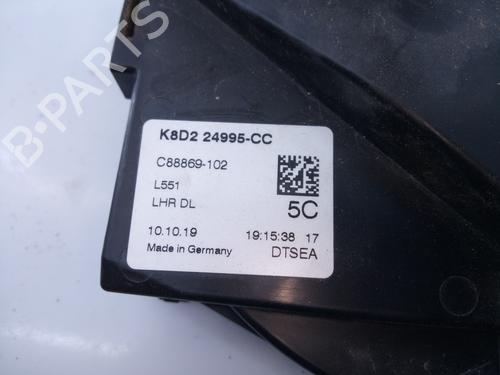 B-PARTS
K8D2 24995-CC
C88869-102
L551
LHR DL
5C
10.10.19 19:15:38 17
Made in Germany DTSEA